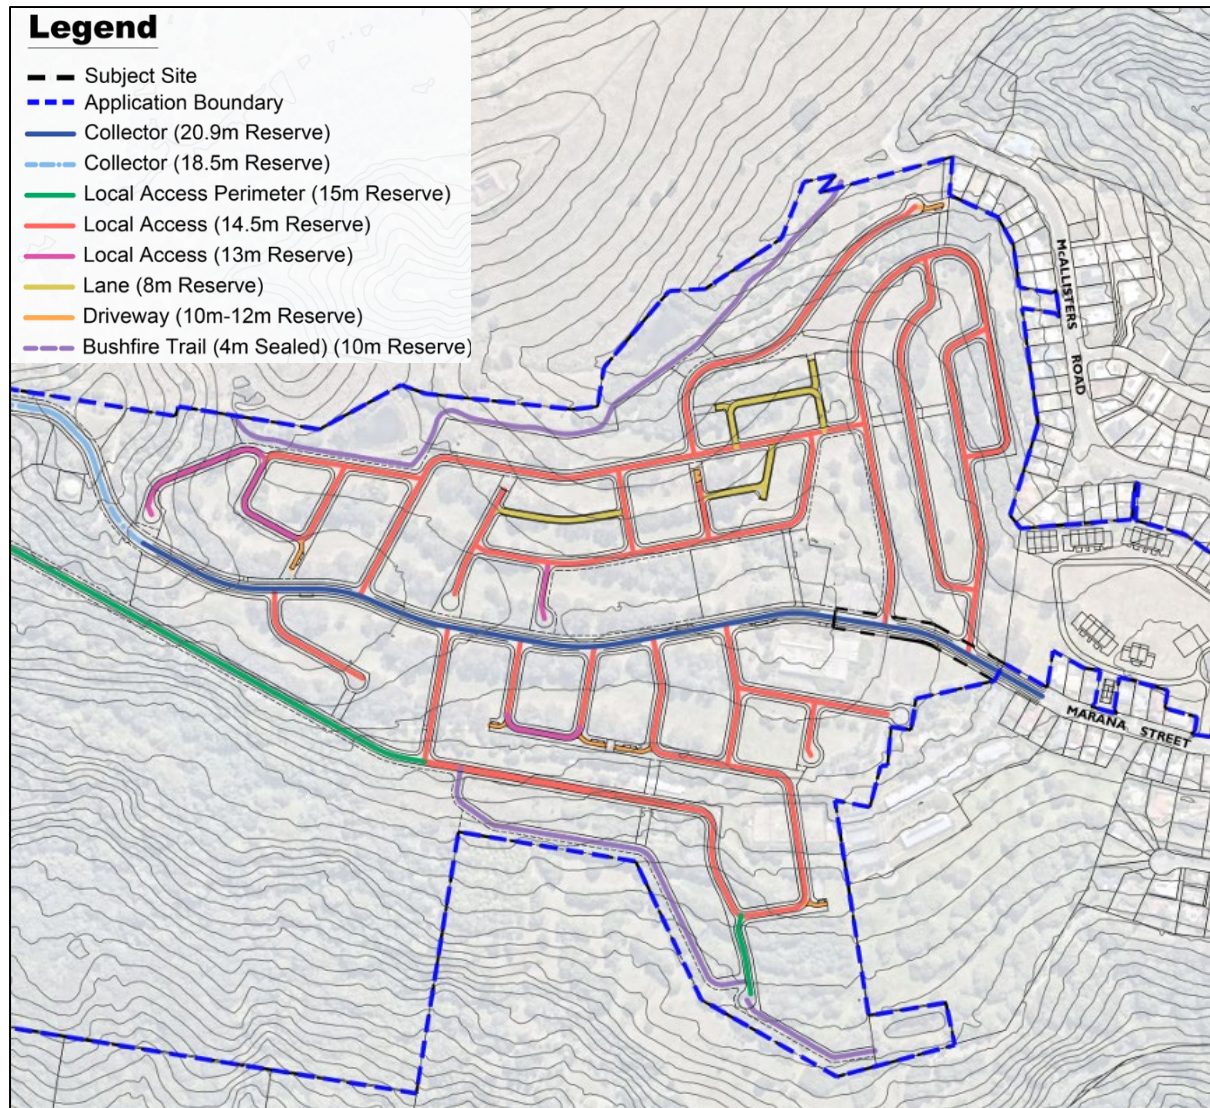 Legend
Subject Site
Application Boundary
Collector (20.9m Reserve)
Collector (18.5m Reserve)
Local Access Perimeter (15m Reserve)
Local Access (14.5m Reserve)
Local Access (13m Reserve)
Lane (8m Reserve)
Driveway (10m-12m Reserve)
Bushfire Trail (4m Sealed) (10m Reserve)
McALLISTERS ROAD
MARANA STREET